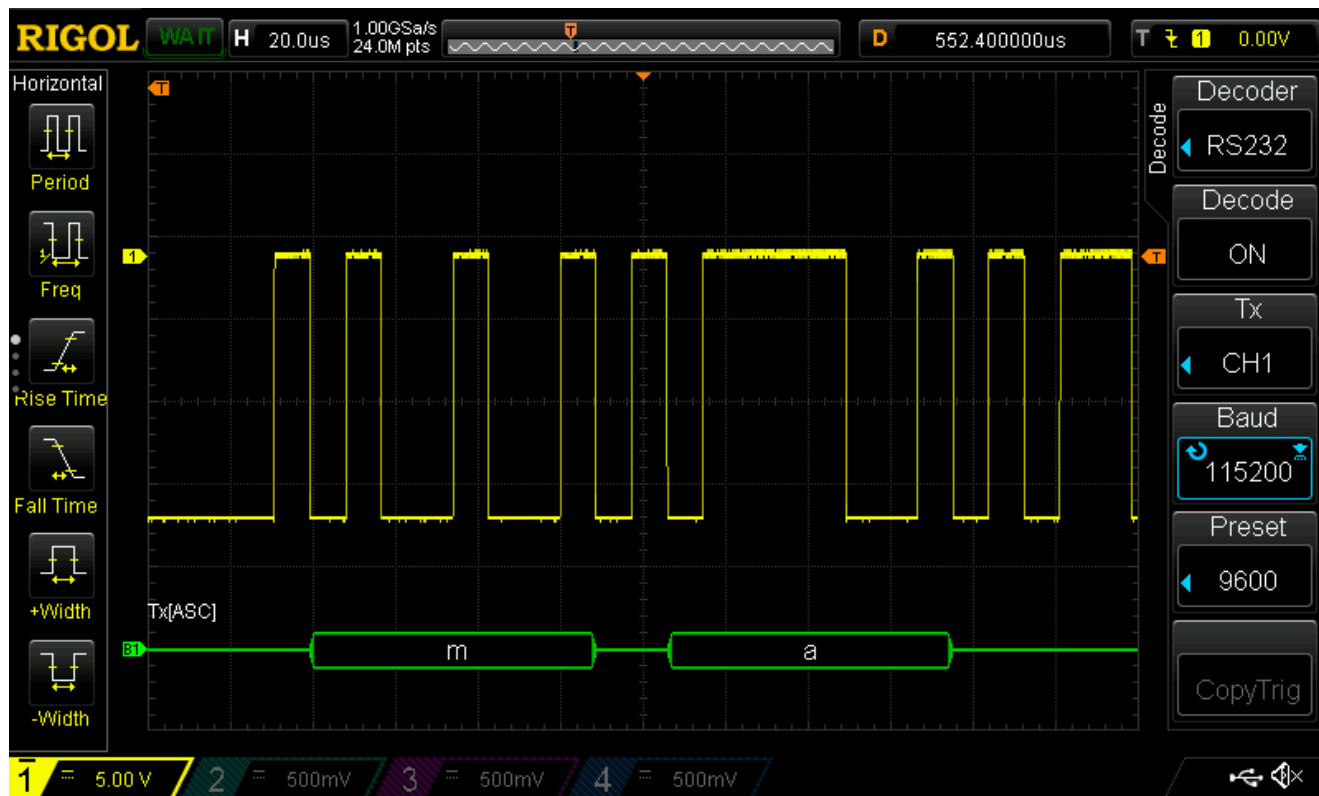 RIGOL WAIT H 20.0us 1.00GSa/s D 552.400000us T 1 0.00V
24.0M pts
T
Horizontal
Period
Freq
Rise Time
Fall Time
+Width
-Width
T
1
T
Tx[ASC]
B1 m a
Decode
Decoder
RS232
Decode
ON
Tx
CH1
Baud
115200
Preset
9600
CopyTrig
1 = 5.00 V 2 = 500mV 3 = 500mV 4 = 500mV